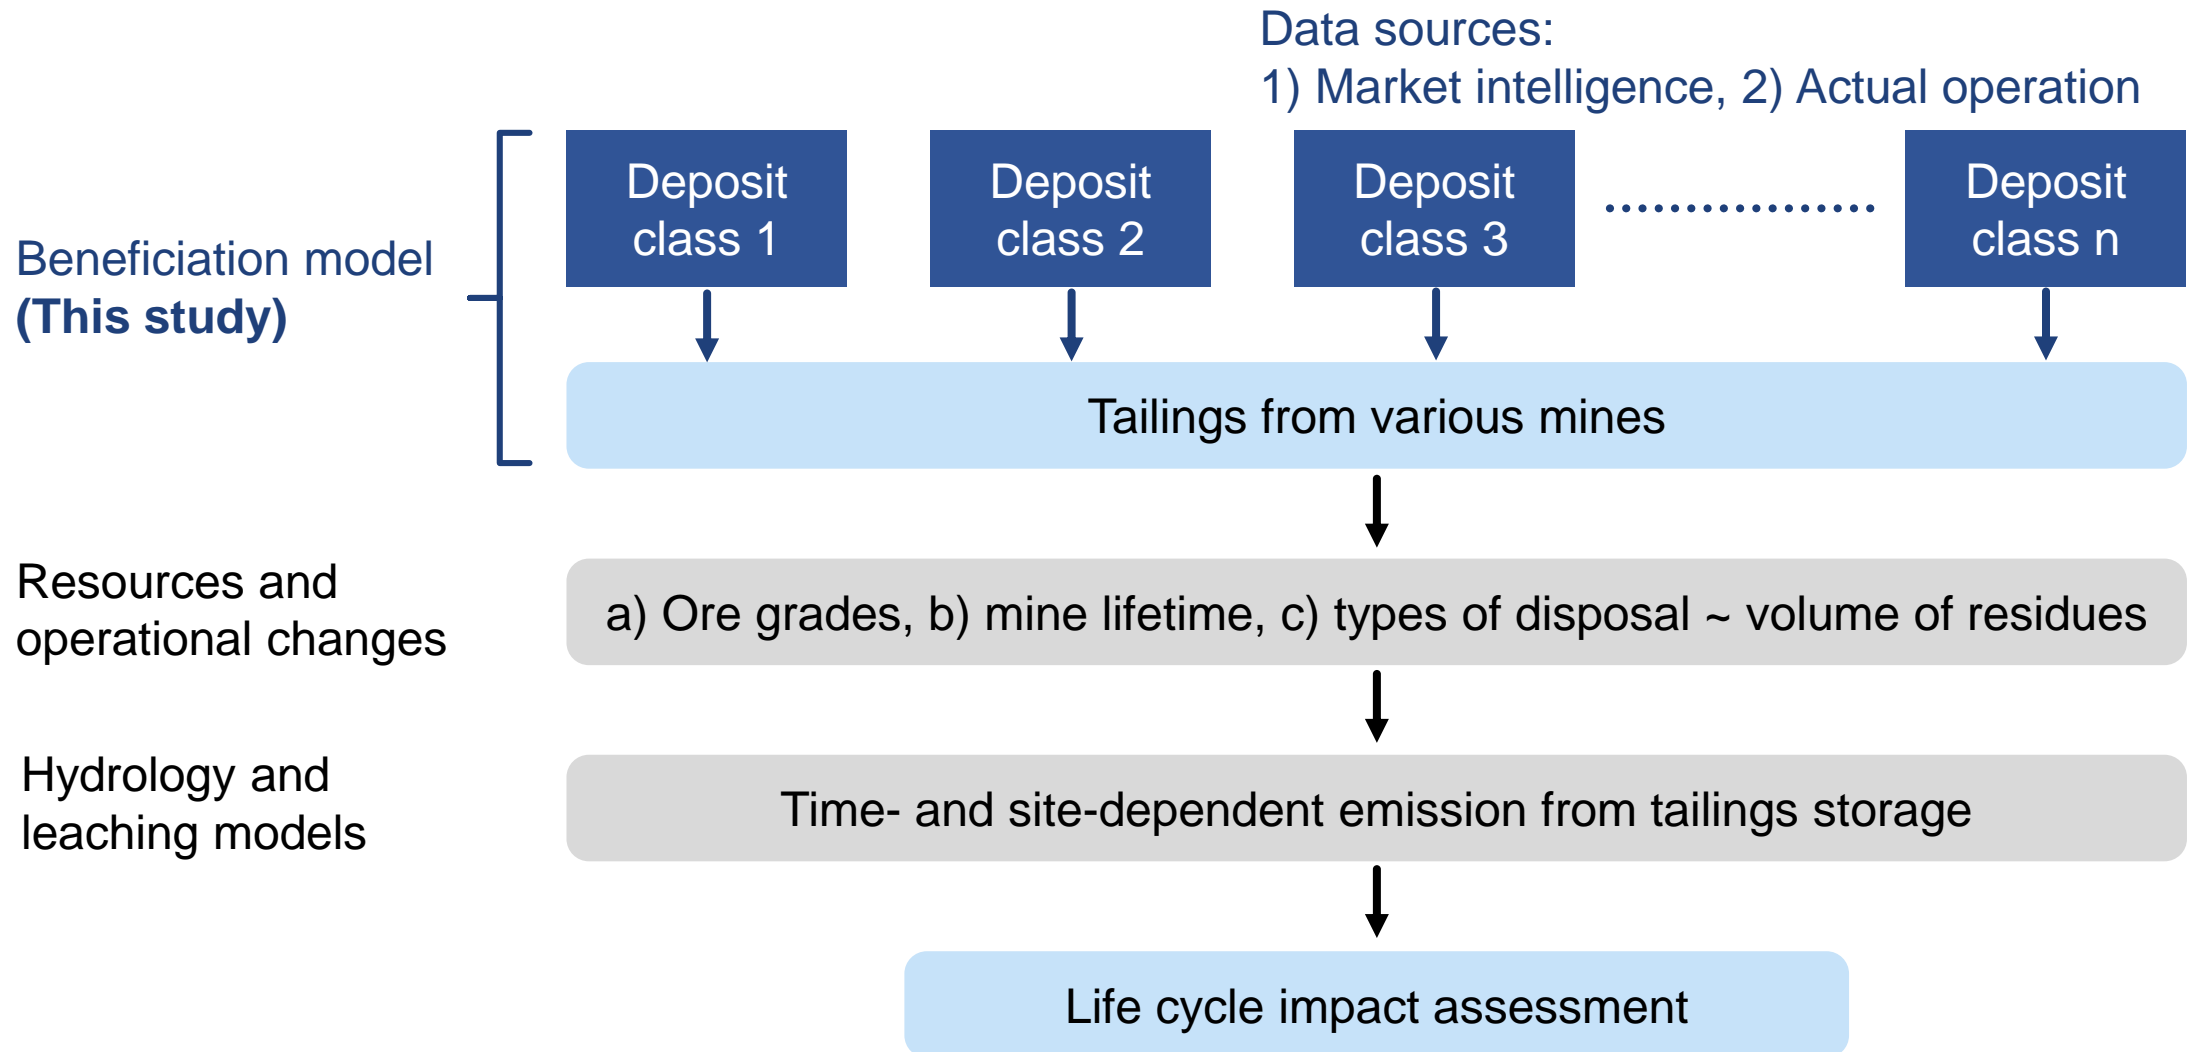 Data sources:
1) Market intelligence, 2) Actual operation
Deposit
class 1
Deposit
class 2
Deposit
class 3
Deposit
class n
Beneficiation model
(This study)
Tailings from various mines
Resources and
operational changes
a) Ore grades, b) mine lifetime, c) types of disposal ~ volume of residues
Hydrology and
leaching models
Time- and site-dependent emission from tailings storage
Life cycle impact assessment